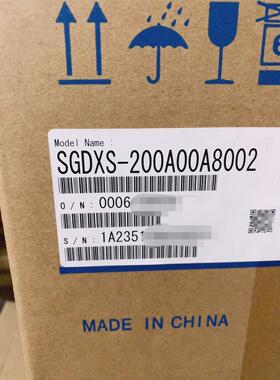 Model Name :
SGDXS-200A00A8002
O/N: 0006
S/N: 1A2351
MADE IN CHINA